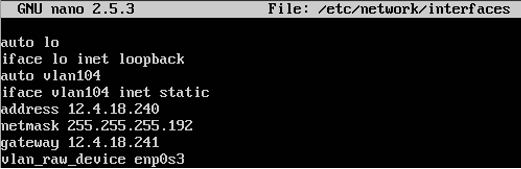 GNU nano 2.5.3 File: /etc/network/interfaces
auto lo
iface lo inet loopback
auto vlan104
iface vlan104 inet static
address 12.4.18.240
netmask 255.255.255.192
gateway 12.4.18.241
vlan_raw_device enp0s3